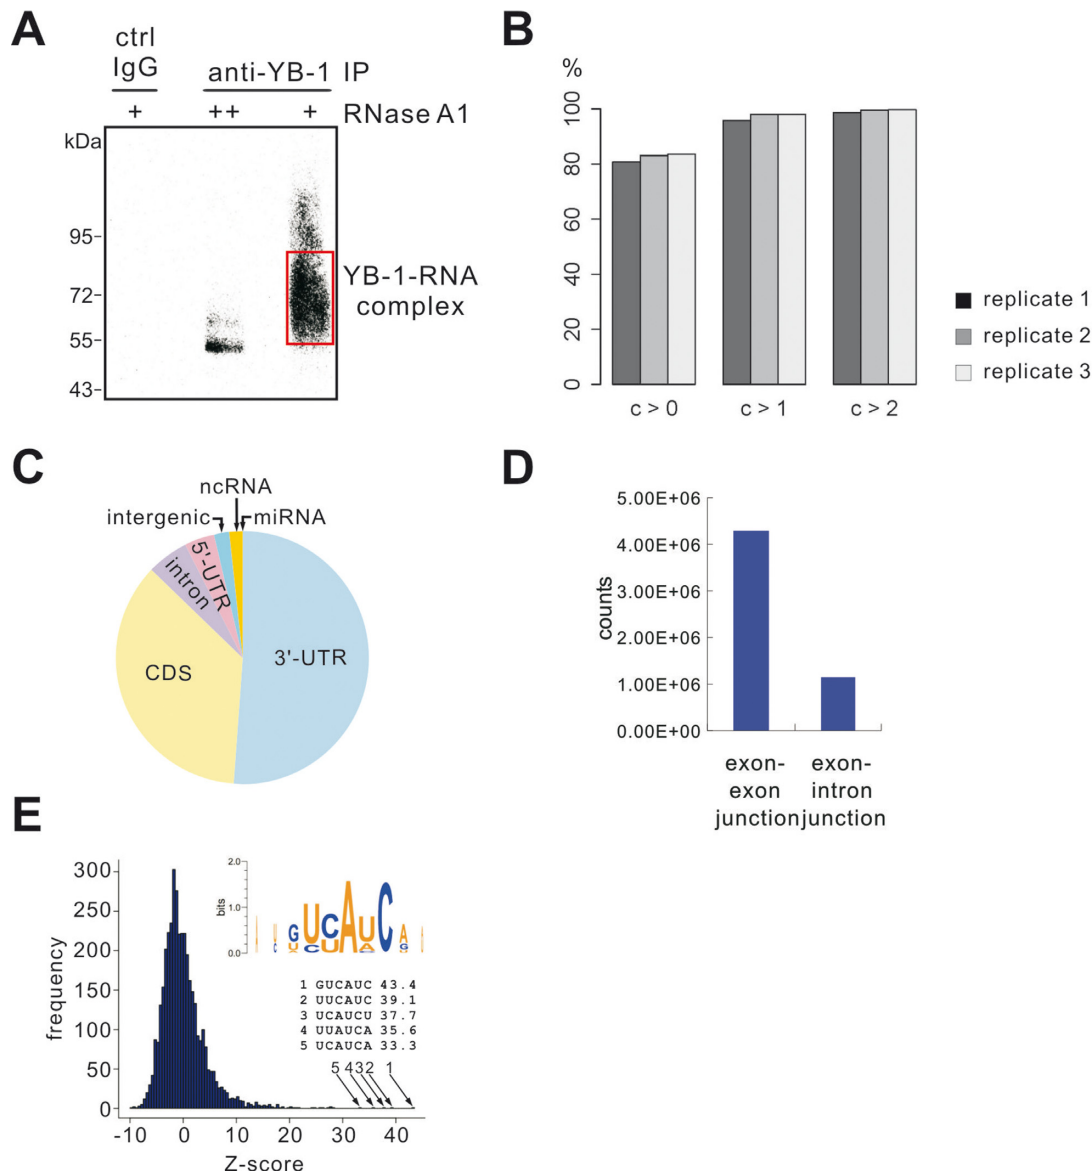 A
ctrl
IgG
anti-YB-1 IP
+ ++ + RNase A1
kDa
95-
72-
55-
43-
YB-1-RNA
complex
B
%
100
80
60
40
20
0
c > 0 c > 1 c > 2
replicate 1
replicate 2
replicate 3
C
ncRNA
intergenic miRNA
5'-UTR
intron
3'-UTR
CDS
D
5.00E+06
4.00E+06
3.00E+06
2.00E+06
1.00E+06
0.00E+00
counts
exon-
exon
junction
exon-
intron
junction
E
300
250
200
150
100
50
0
frequency
-10 0 10 20 30 40
Z-score
2.0
1.0
0.0
bits
GUCAUC
1 GUCAUC 43.4
2 UUCAUC 39.1
3 UCAUCU 37.7
4 UUAUCA 35.6
5 UCAUCA 33.3
5 4 3 2 1